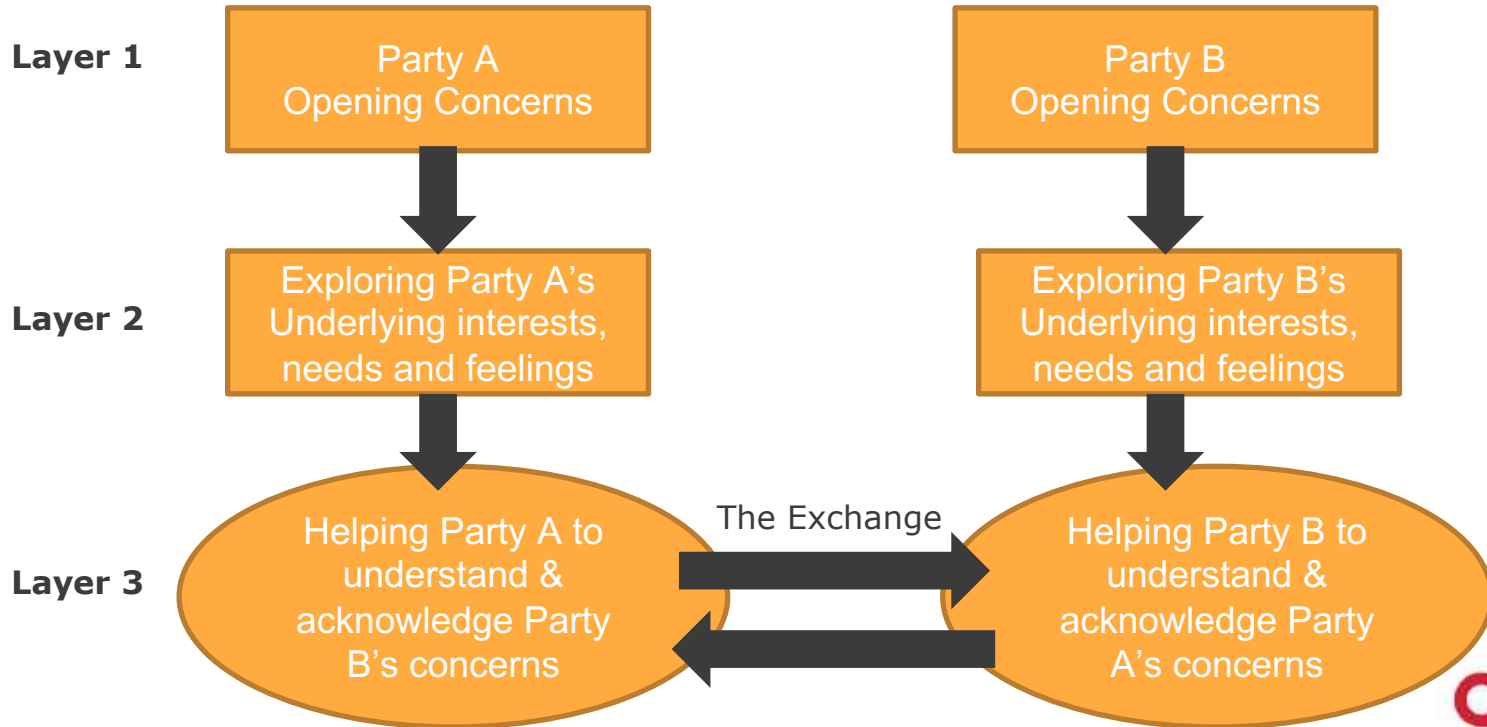 Layer 1
Party A
Opening Concerns
Party B
Opening Concerns
Layer 2
Exploring Party A’s
Underlying interests,
needs and feelings
Exploring Party B’s
Underlying interests,
needs and feelings
Layer 3
Helping Party A to
understand &
acknowledge Party
B’s concerns
The Exchange
Helping Party B to
understand &
acknowledge Party
A’s concerns